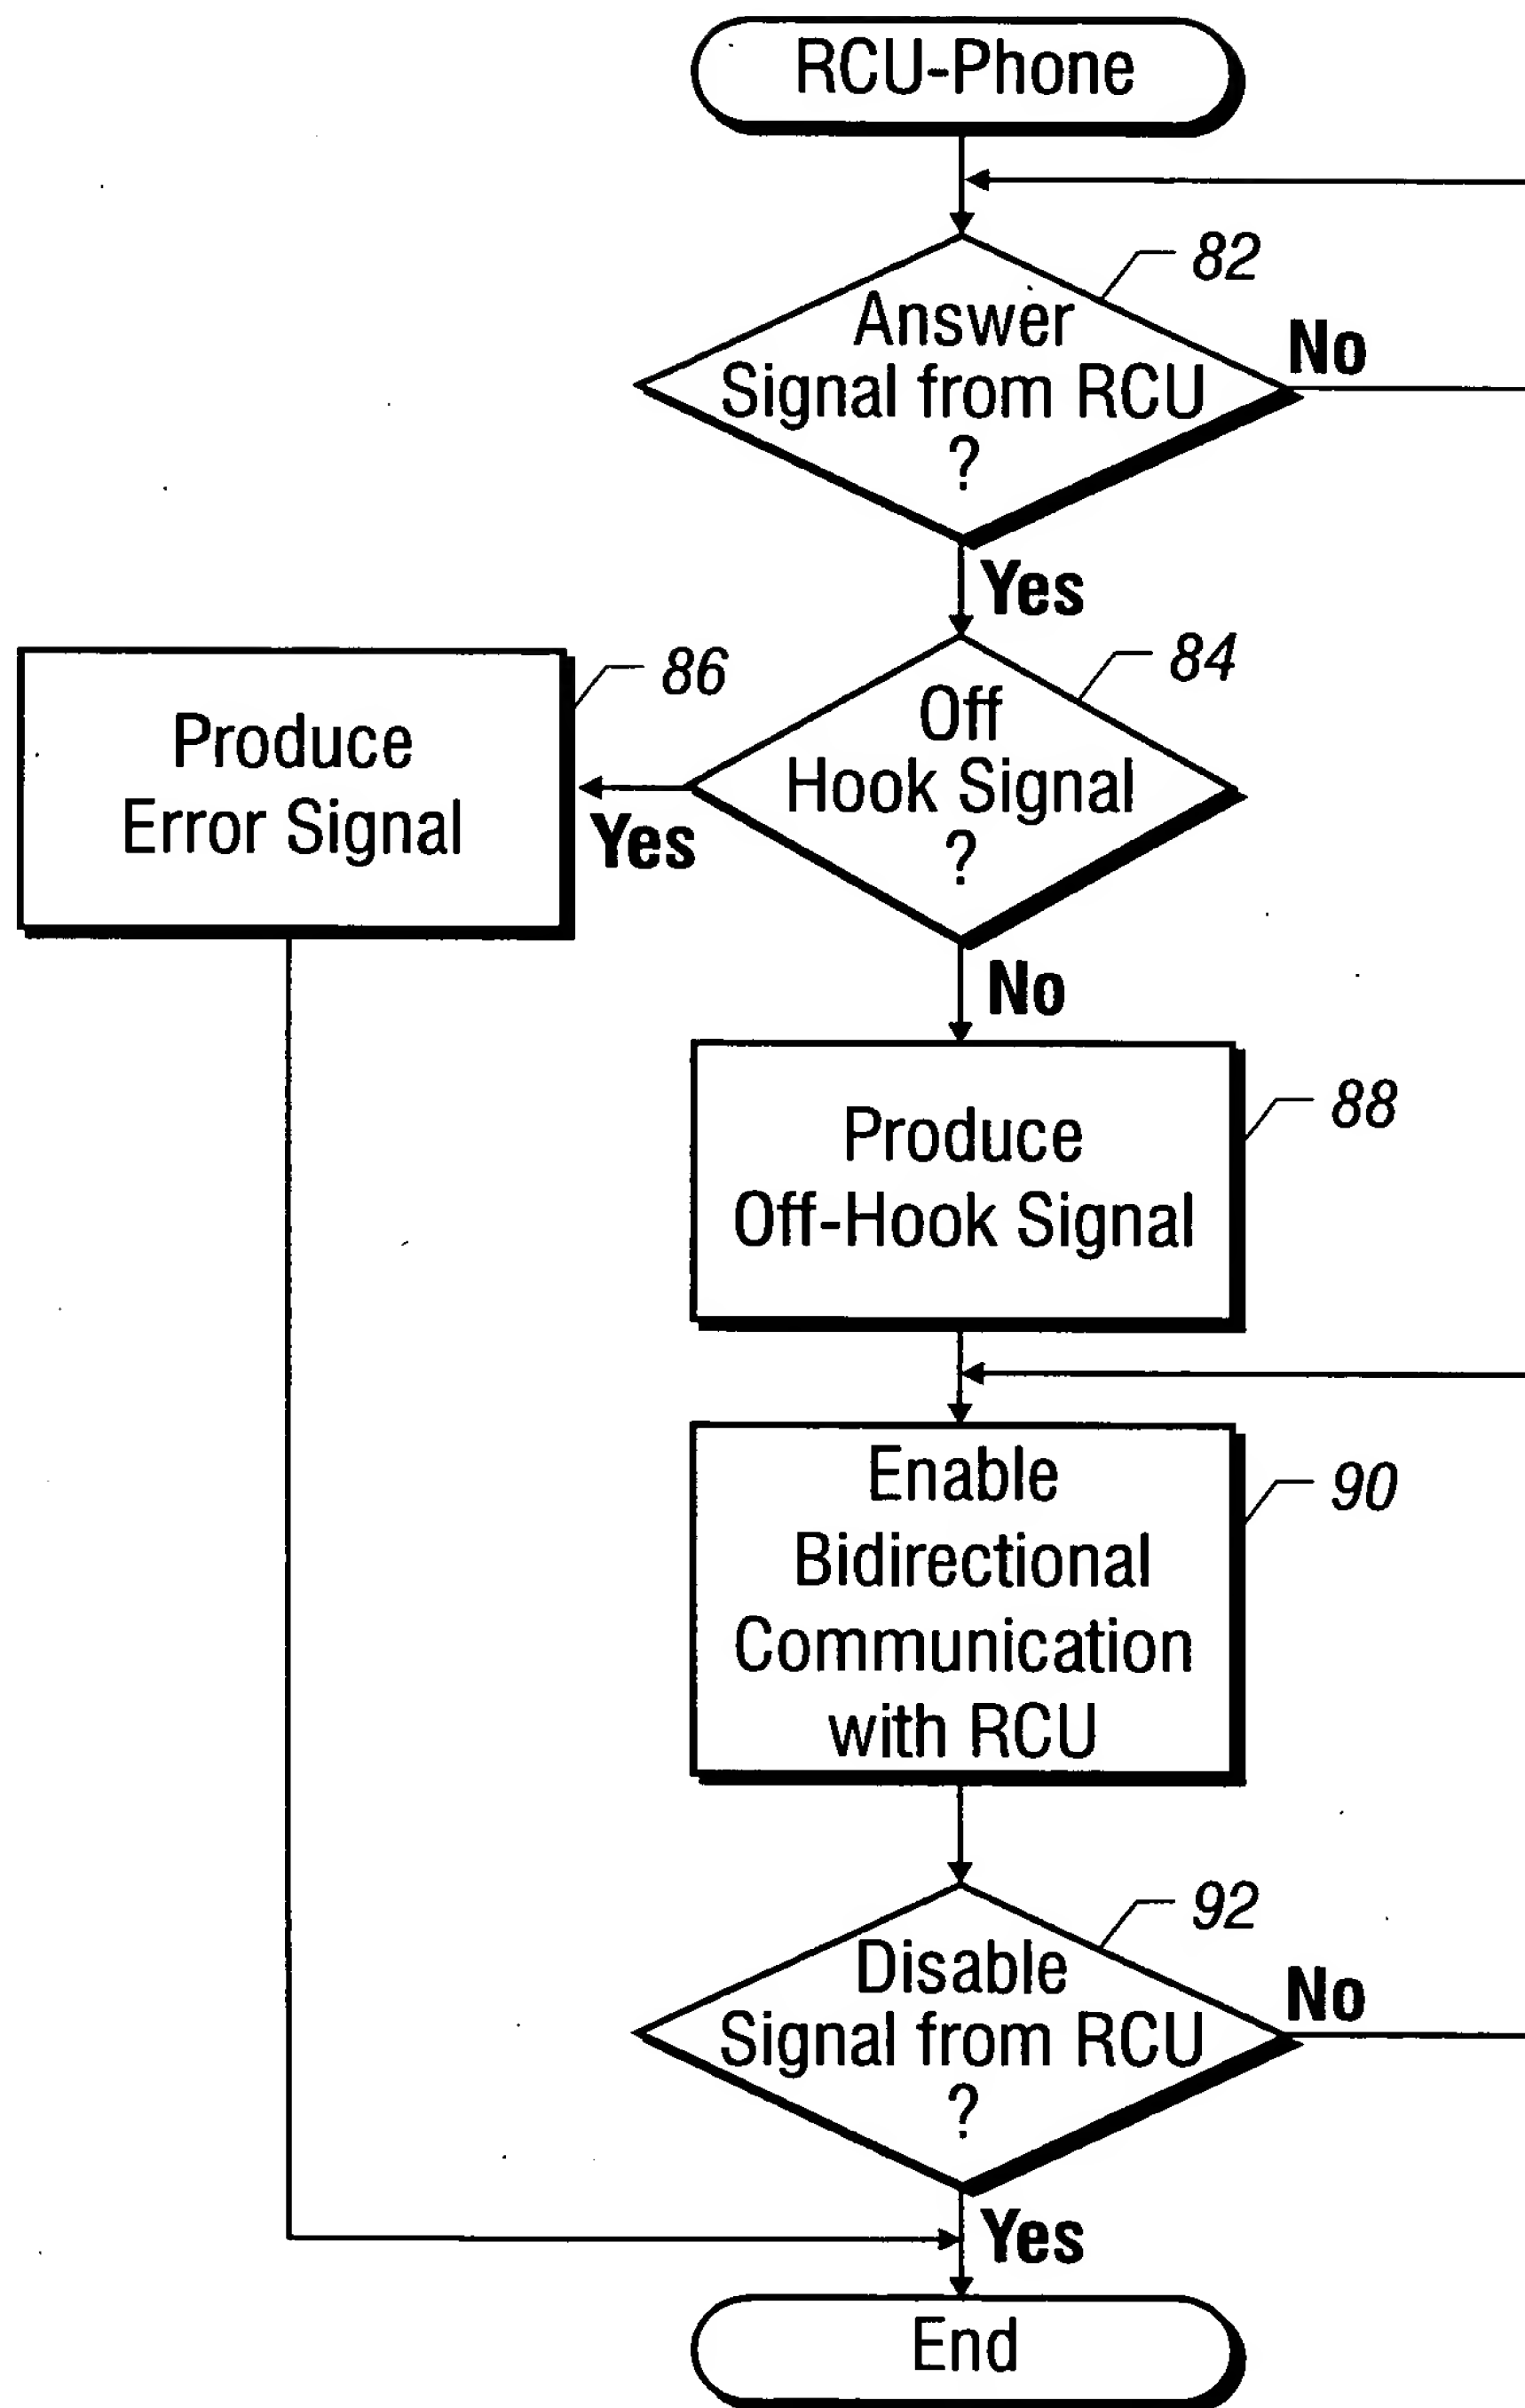 RCU-Phone
82
Answer
Signal from RCU
?
No
Yes
84
Off
Hook Signal
?
86
Produce
Error Signal
Yes
No
88
Produce
Off-Hook Signal
90
Enable
Bidirectional
Communication
with RCU
92
Disable
Signal from RCU
?
No
Yes
End